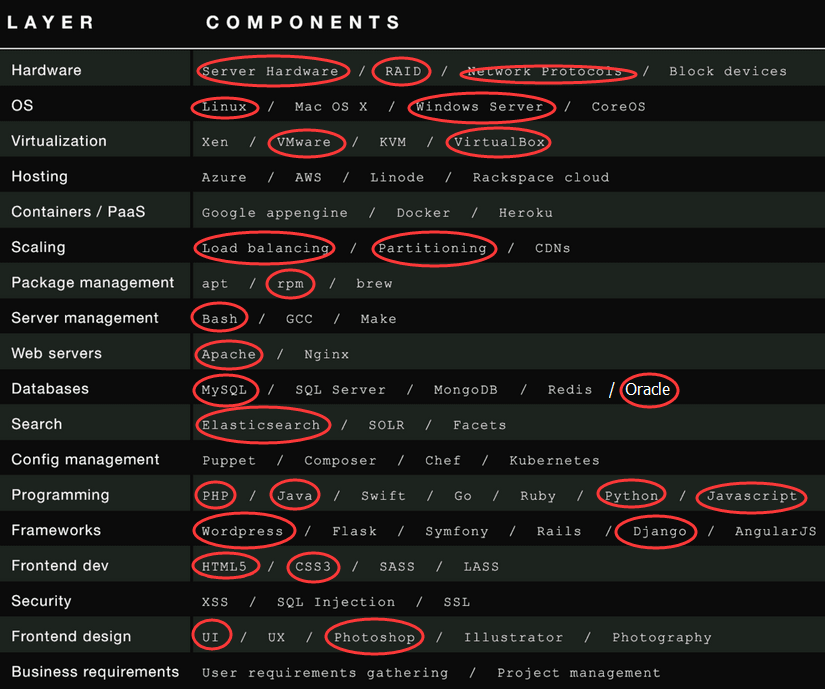 LAYER COMPONENTS
Hardware Server Hardware / RAID / Network Protocols / Block devices
OS Linux / Mac OS X / Windows Server / CoreOS
Virtualization Xen / VMware / KVM / VirtualBox
Hosting Azure / AWS / Linode / Rackspace cloud
Containers / PaaS Google appengine / Docker / Heroku
Scaling Load balancing / Partitioning / CDNs
Package management apt / rpm / brew
Server management Bash / GCC / Make
Web servers Apache / Nginx
Databases MySQL / SQL Server / MongoDB / Redis / Oracle
Search Elasticsearch / SOLR / Facets
Config management Puppet / Composer / Chef / Kubernetes
Programming PHP / Java / Swift / Go / Ruby / Python / Javascript
Frameworks Wordpress / Flask / Symfony / Rails / Django / AngularJS
Frontend dev HTML5 / CSS3 / SASS / LASS
Security XSS / SQL Injection / SSL
Frontend design UI / UX / Photoshop / Illustrator / Photography
Business requirements User requirements gathering / Project management